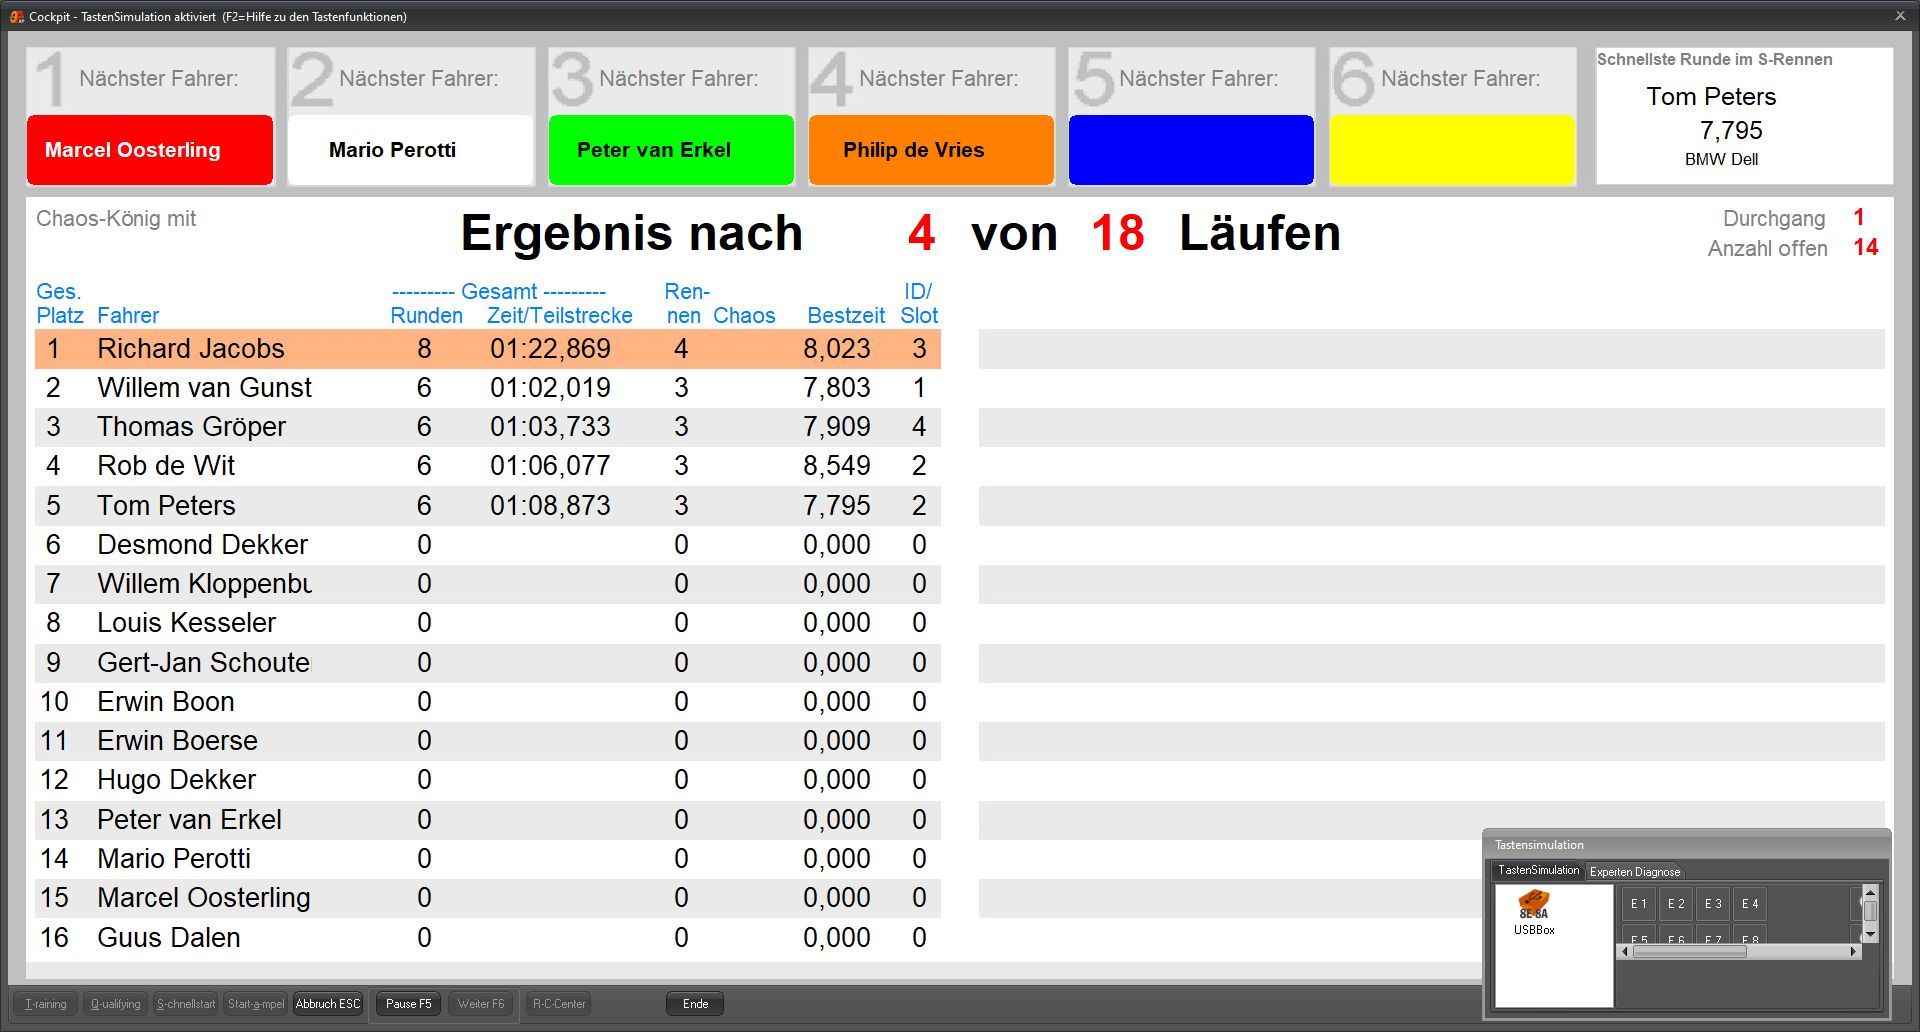 Cockpit - TastenSimulation aktiviert (F2=Hilfe zu den Tastenfunktionen) X
1 Nächster Fahrer: 2 Nächster Fahrer: 3 Nächster Fahrer: 4 Nächster Fahrer: 5 Nächster Fahrer: 6 Nächster Fahrer:
Marcel Oosterling Mario Perotti Peter van Erkel Philip de Vries
Schnellste Runde im S-Rennen
Tom Peters
7,795
BMW Dell
Chaos-König mit
Ergebnis nach 4 von 18 Läufen
Durchgang 1
Anzahl offen 14
Ges. --------- Gesamt --------- Ren- ID/
Platz Fahrer Runden Zeit/Teilstrecke nen Chaos Bestzeit Slot
1 Richard Jacobs 8 01:22,869 4 8,023 3
2 Willem van Gunst 6 01:02,019 3 7,803 1
3 Thomas Gröper 6 01:03,733 3 7,909 4
4 Rob de Wit 6 01:06,077 3 8,549 2
5 Tom Peters 6 01:08,873 3 7,795 2
6 Desmond Dekker 0 0 0,000 0
7 Willem Kloppenbu 0 0 0,000 0
8 Louis Kesseler 0 0 0,000 0
9 Gert-Jan Schouter 0 0 0,000 0
10 Erwin Boon 0 0 0,000 0
11 Erwin Boerse 0 0 0,000 0
12 Hugo Dekker 0 0 0,000 0
13 Peter van Erkel 0 0 0,000 0
14 Mario Perotti 0 0 0,000 0
15 Marcel Oosterling 0 0 0,000 0
16 Guus Dalen 0 0 0,000 0
Tastensimulation
TastenSimulation Experten Diagnose
8E 8A
USBBox
E 1 E 2 E 3 E 4
E 5 E 6 E 7 E 8
T-raining Q-ualifying S-chnellstart Start-a-mpel Abbruch ESC Pause F5 Weiter F6 R-C-Center Ende